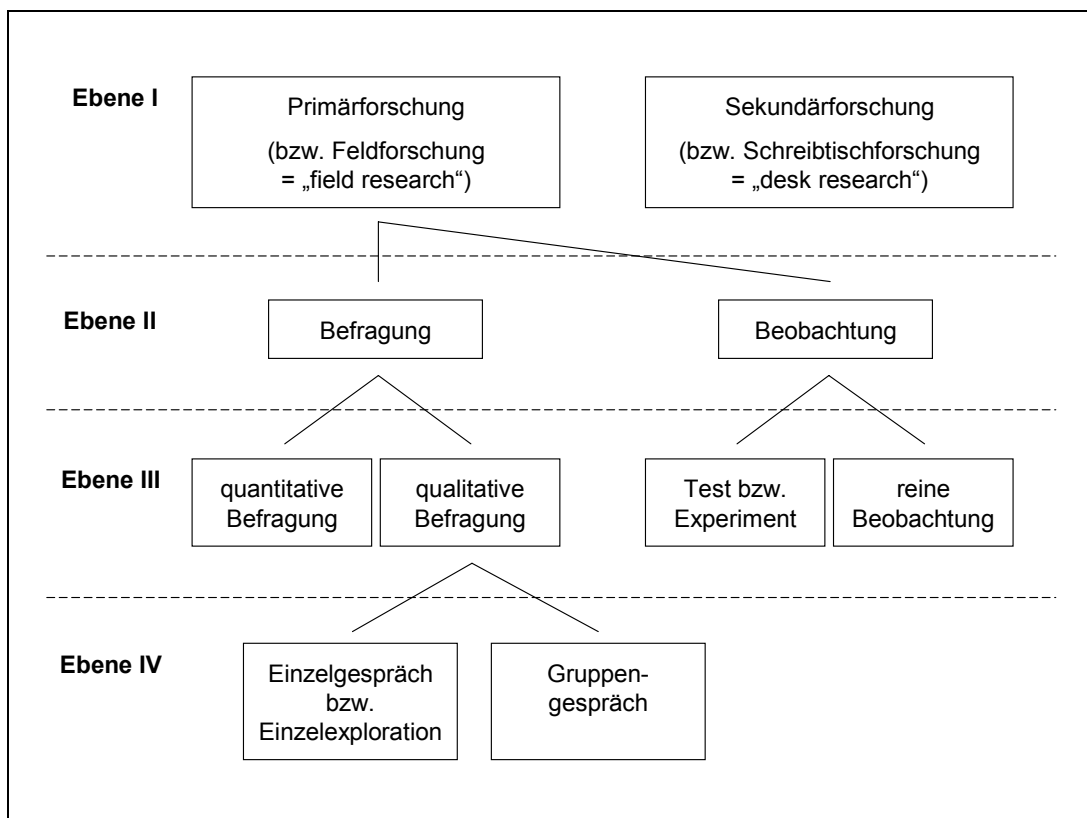 Ebene I
Primärforschung
(bzw. Feldforschung
= „field research“)
Sekundärforschung
(bzw. Schreibtischforschung
= „desk research“)
Ebene II
Befragung
Beobachtung
Ebene III
quantitative
Befragung
qualitative
Befragung
Test bzw.
Experiment
reine
Beobachtung
Ebene IV
Einzelgespräch
bzw.
Einzelexploration
Gruppen-
gespräch